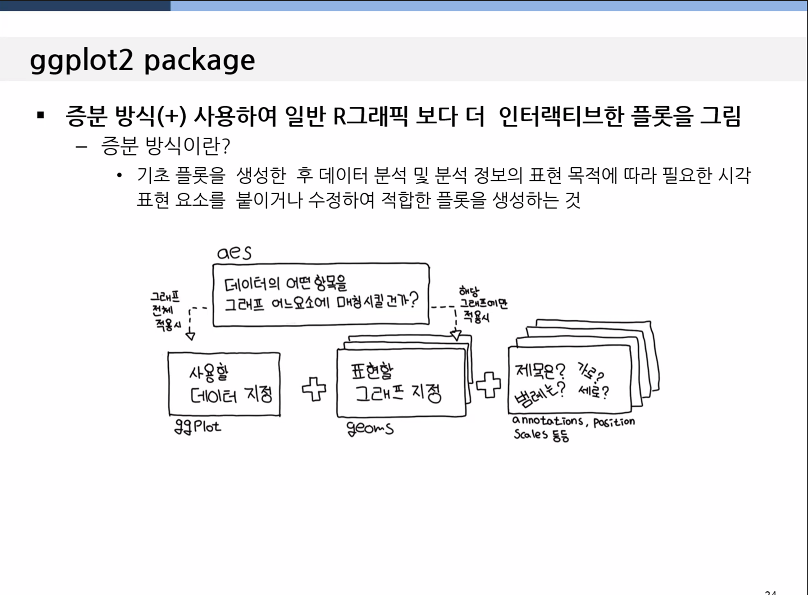 ggplot2 package
증분 방식(+) 사용하여 일반 R그래픽 보다 더 인터랙티브한 플롯을 그림
– 증분 방식이란?
• 기초 플롯을 생성한 후 데이터 분석 및 분석 정보의 표현 목적에 따라 필요한 시각
표현 요소를 붙이거나 수정하여 적합한 플롯을 생성하는 것
aes
데이터의 어떤 항목을
그래프 어느요소에 매칭시킬건가?
그래프
전체
적용시
해당
그래프에만
적용시
사용할
데이터 지정
ggplot
+
표현할
그래프 지정
geoms
+
제목은? 가로?
범례는? 세로?
annotations, position
Scales 등등